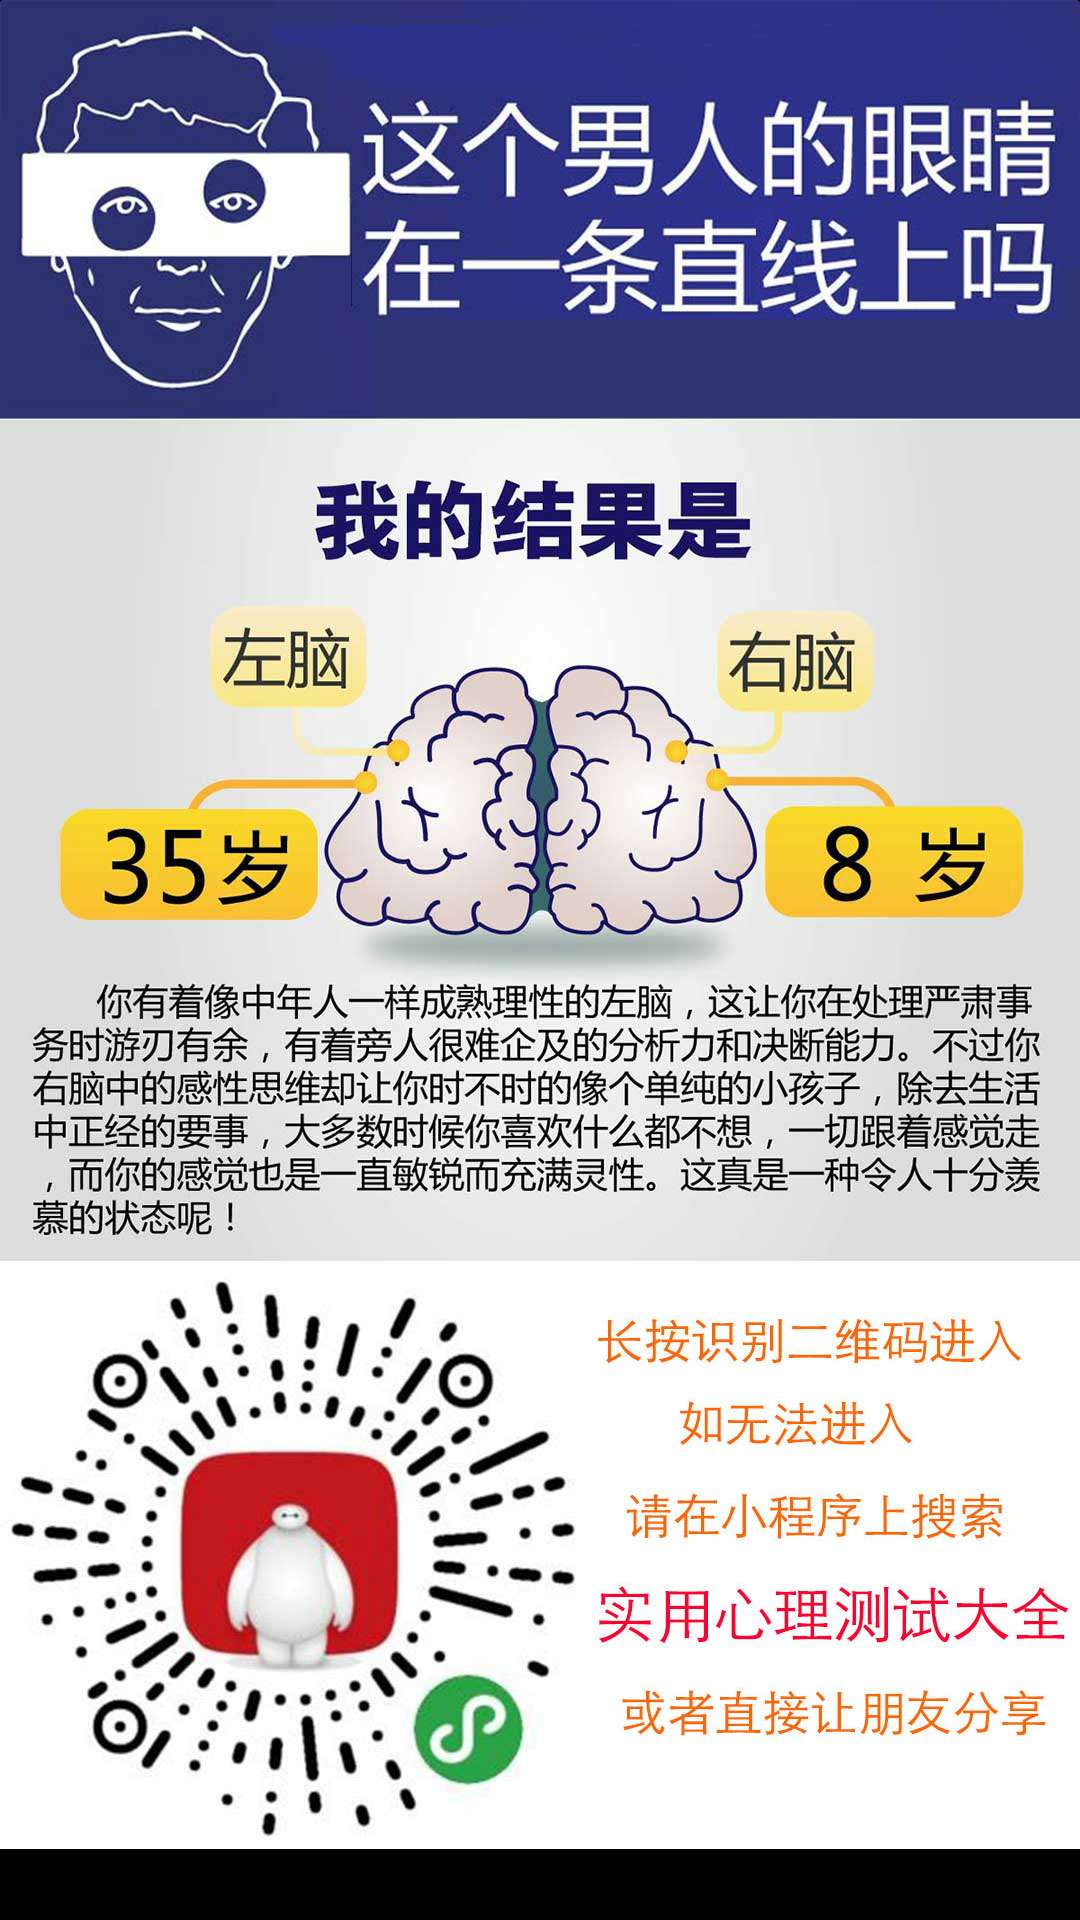 这个男人的眼睛
在一条直线上吗
我的结果是
左脑
右脑
35岁
8 岁
你有着像中年人一样成熟理性的左脑，这让你在处理严肃事
务时游刃有余，有着旁人很难企及的分析力和决断能力。不过你
右脑中的感性思维却让你时不时的像个单纯的小孩子，除去生活
中正经的要事，大多数时候你喜欢什么都不想，一切跟着感觉走
，而你的感觉也是一直敏锐而充满灵性。这真是一种令人十分羡
慕的状态呢！
长按识别二维码进入
如无法进入
请在小程序上搜索
实用心理测试大全
或者直接让朋友分享